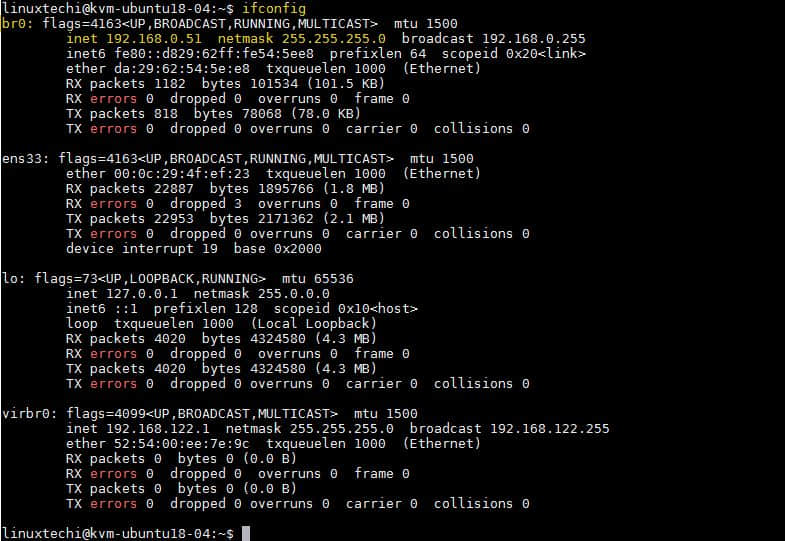 linuxtechi@kvm-ubuntu18-04:~$ ifconfig
br0: flags=4163<UP,BROADCAST,RUNNING,MULTICAST>  mtu 1500
        inet 192.168.0.51  netmask 255.255.255.0  broadcast 192.168.0.255
        inet6 fe80::d829:62ff:fe54:5ee8  prefixlen 64  scopeid 0x20<link>
        ether da:29:62:54:5e:e8  txqueuelen 1000  (Ethernet)
        RX packets 1182  bytes 101534 (101.5 KB)
        RX errors 0  dropped 0  overruns 0  frame 0
        TX packets 818  bytes 78068 (78.0 KB)
        TX errors 0  dropped 0 overruns 0  carrier 0  collisions 0

ens33: flags=4163<UP,BROADCAST,RUNNING,MULTICAST>  mtu 1500
        ether 00:0c:29:4f:ef:23  txqueuelen 1000  (Ethernet)
        RX packets 22887  bytes 1895766 (1.8 MB)
        RX errors 0  dropped 3  overruns 0  frame 0
        TX packets 22953  bytes 2171362 (2.1 MB)
        TX errors 0  dropped 0 overruns 0  carrier 0  collisions 0
        device interrupt 19  base 0x2000

lo: flags=73<UP,LOOPBACK,RUNNING>  mtu 65536
        inet 127.0.0.1  netmask 255.0.0.0
        inet6 ::1  prefixlen 128  scopeid 0x10<host>
        loop  txqueuelen 1000  (Local Loopback)
        RX packets 4020  bytes 4324580 (4.3 MB)
        RX errors 0  dropped 0  overruns 0  frame 0
        TX packets 4020  bytes 4324580 (4.3 MB)
        TX errors 0  dropped 0 overruns 0  carrier 0  collisions 0

virbr0: flags=4099<UP,BROADCAST,MULTICAST>  mtu 1500
        inet 192.168.122.1  netmask 255.255.255.0  broadcast 192.168.122.255
        ether 52:54:00:ee:7e:9c  txqueuelen 1000  (Ethernet)
        RX packets 0  bytes 0 (0.0 B)
        RX errors 0  dropped 0  overruns 0  frame 0
        TX packets 0  bytes 0 (0.0 B)
        TX errors 0  dropped 0 overruns 0  carrier 0  collisions 0

linuxtechi@kvm-ubuntu18-04:~$